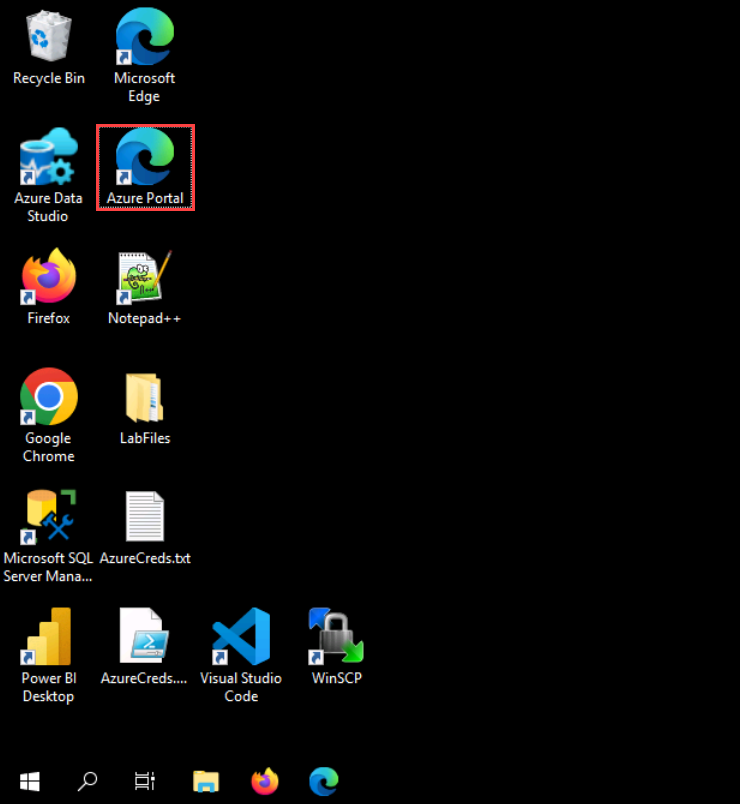 Recycle Bin
Microsoft
Edge
Azure Data
Studio
Azure Portal
Firefox
Notepad++
Google
Chrome
LabFiles
Microsoft SQL
Server Mana...
AzureCreds.txt
Power BI
Desktop
AzureCreds....
Visual Studio
Code
WinSCP